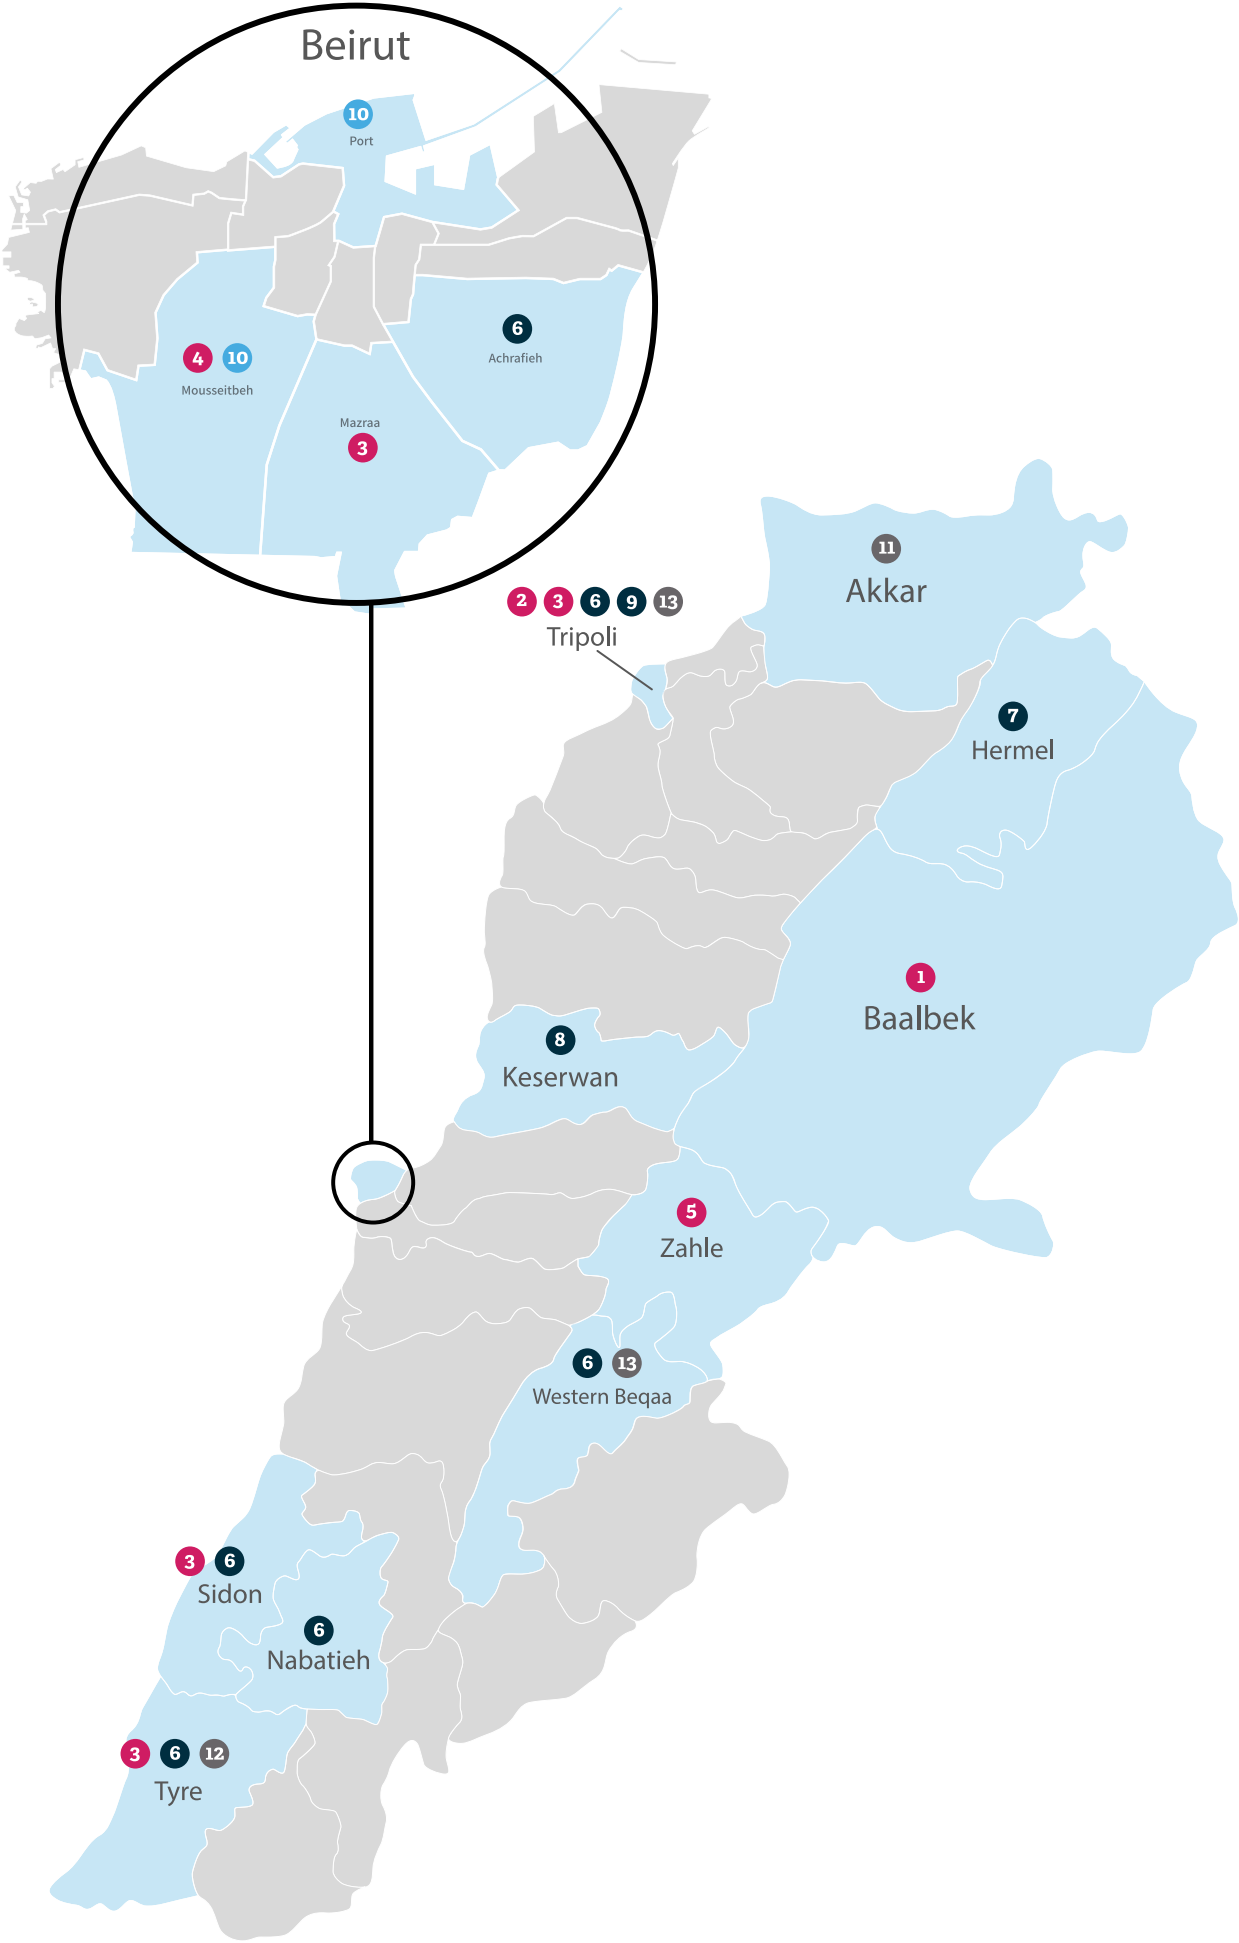 Beirut
10
Port
6
Achrafieh
4 10
Mousseitbeh
Mazraa
3
11
Akkar
2 3 6 9 13
Tripoli
7
Hermel
1
Baalbek
8
Keserwan
5
Zahle
6 13
Western Beqaa
3 6
Sidon
6
Nabatieh
3 6 12
Tyre